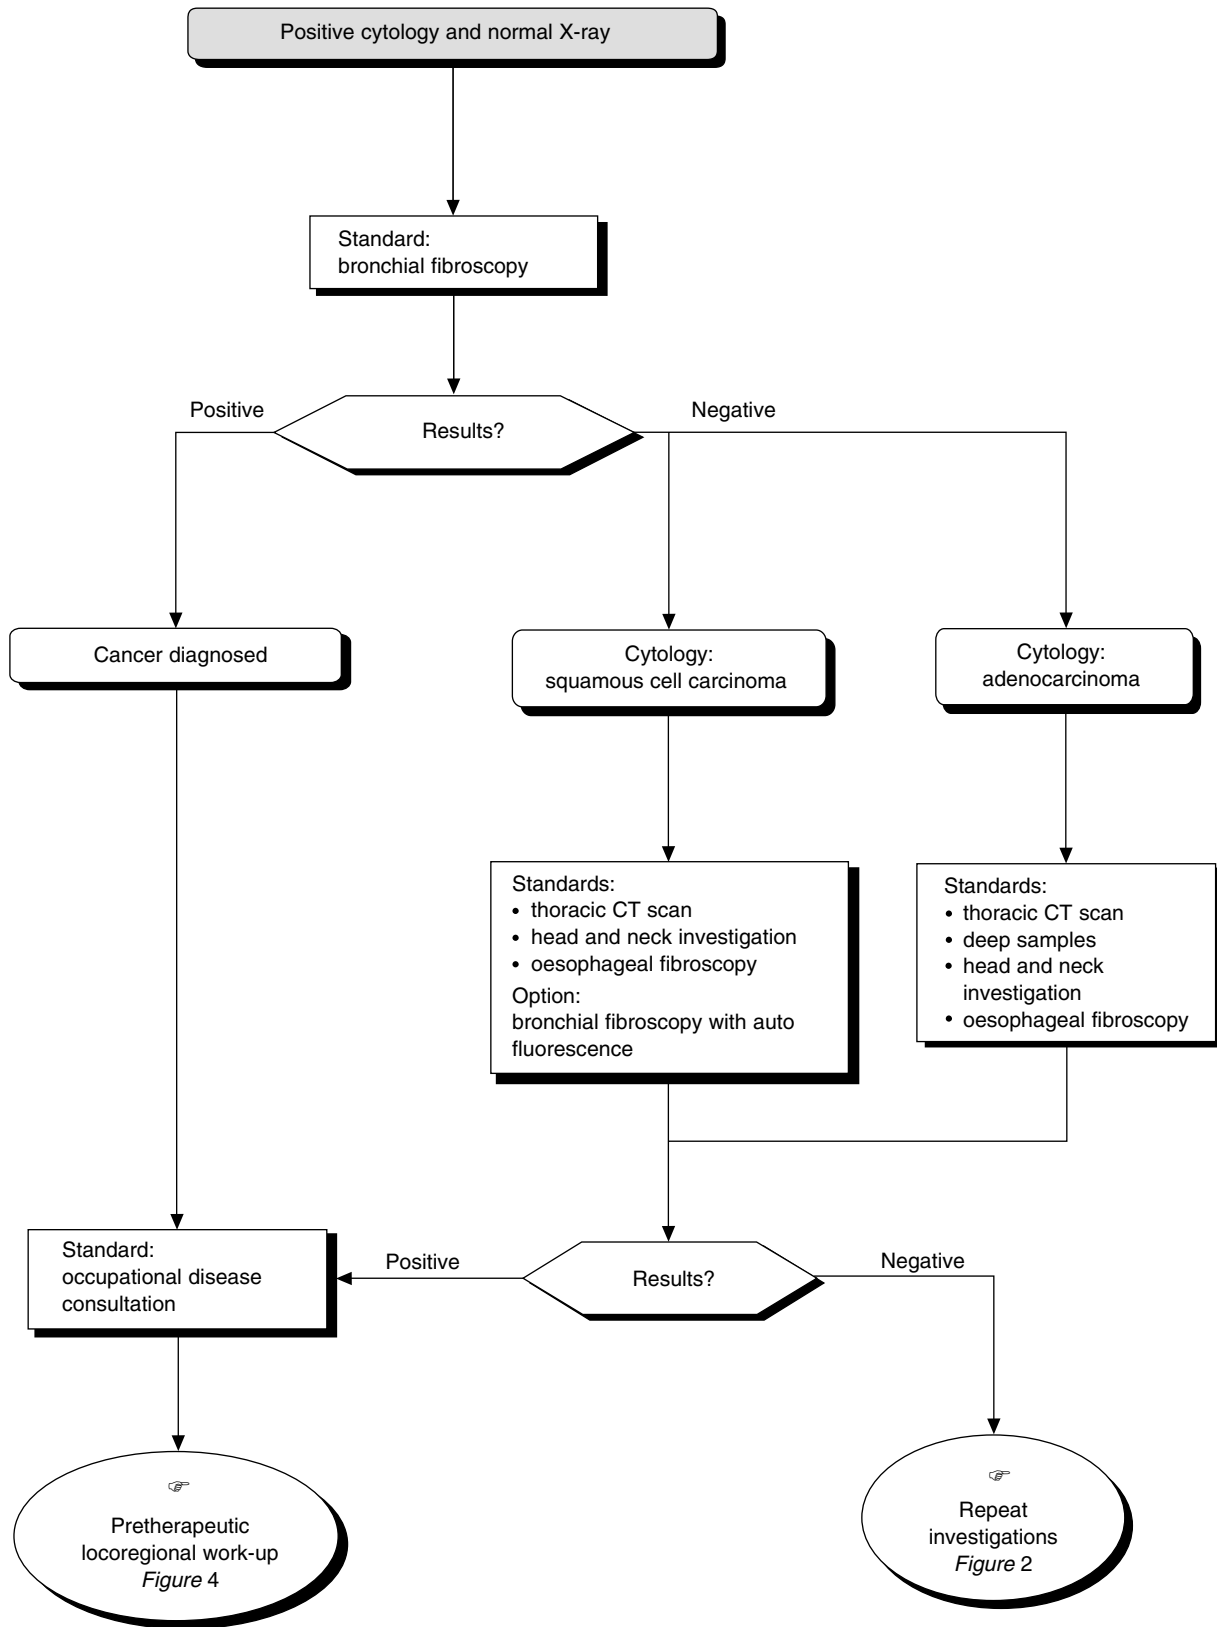 Positive cytology and normal X-ray
Standard:
bronchial fibroscopy
Positive
Results?
Negative
Cancer diagnosed
Cytology:
squamous cell carcinoma
Cytology:
adenocarcinoma
Standards:
• thoracic CT scan
• head and neck investigation
• oesophageal fibroscopy
Option:
bronchial fibroscopy with auto
fluorescence
Standards:
• thoracic CT scan
• deep samples
• head and neck
investigation
• oesophageal fibroscopy
Standard:
occupational disease
consultation
Positive
Results?
Negative
☞
Pretherapeutic
locoregional work-up
Figure 4
☞
Repeat
investigations
Figure 2